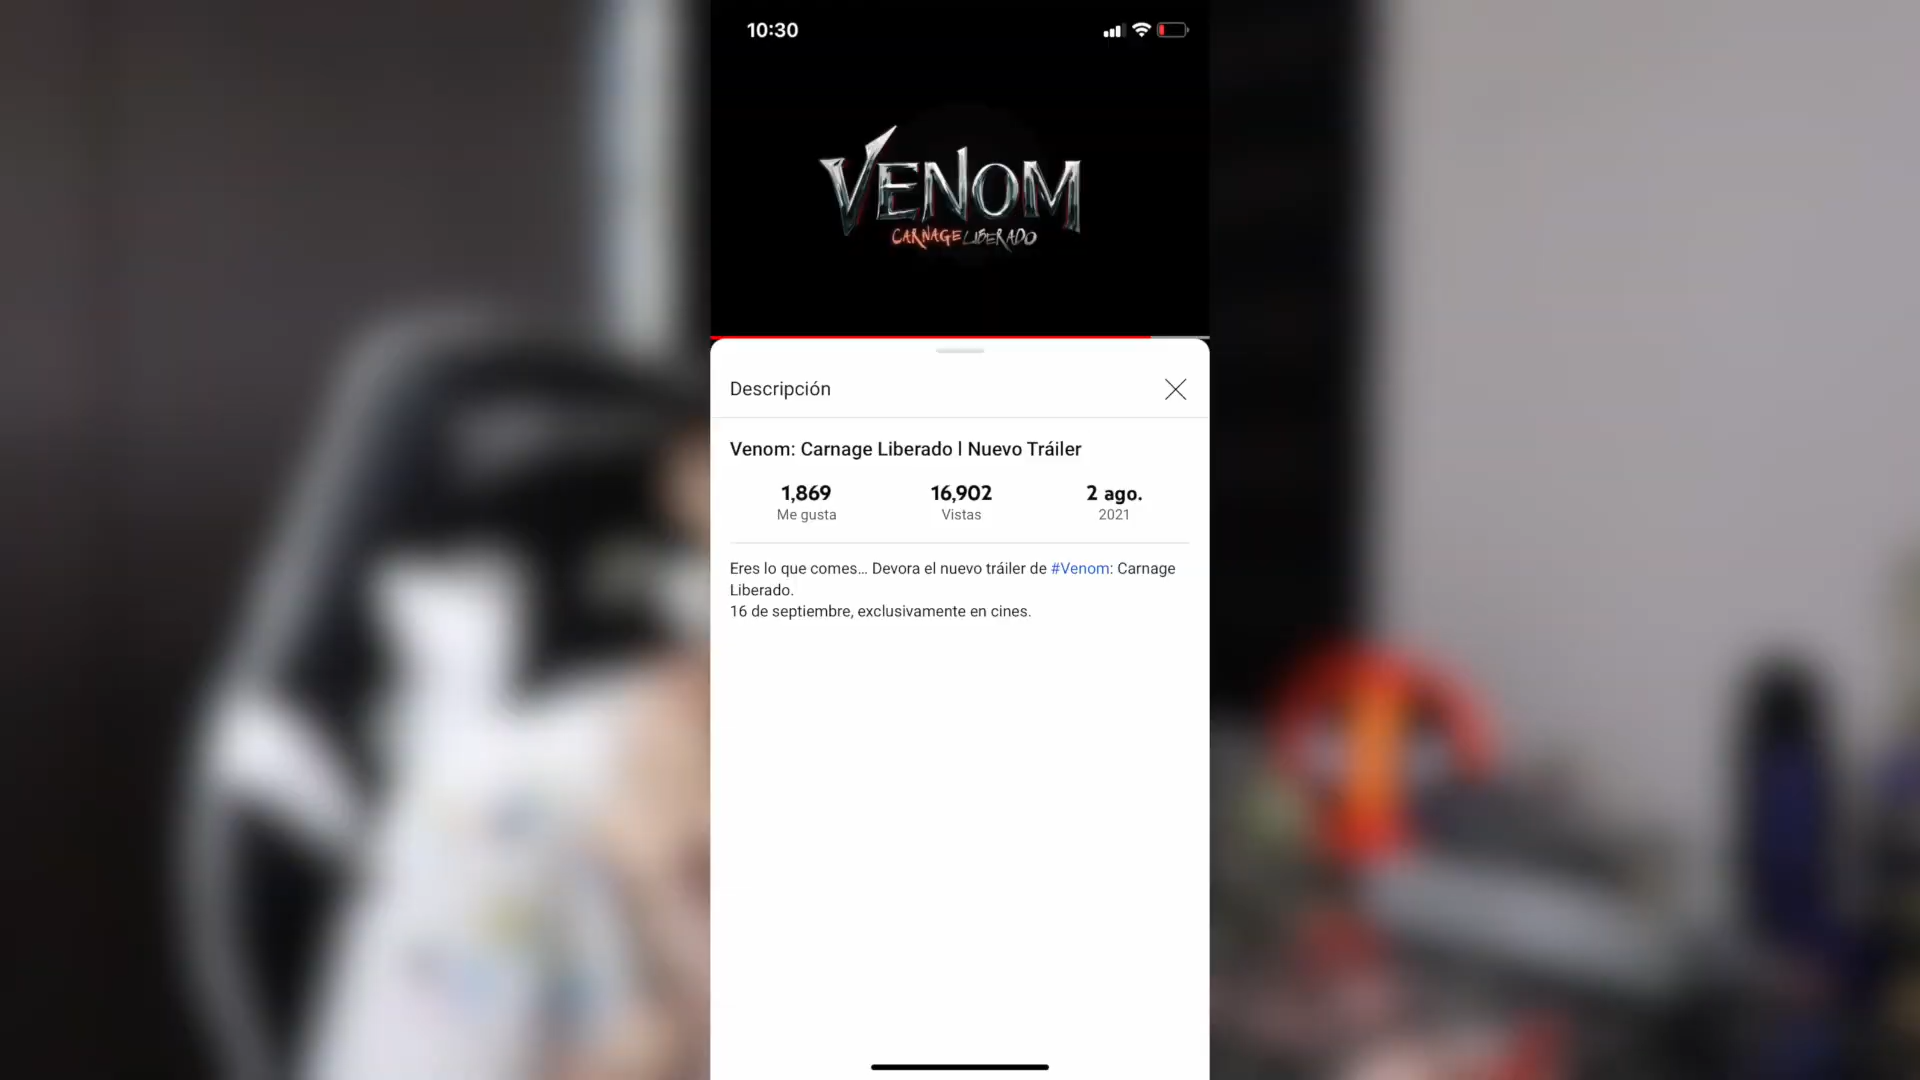 10:30
VENOM
CARNAGE LIBERADO
Descripción
Venom: Carnage Liberado l Nuevo Tráiler
1,869 16,902 2 ago.
Me gusta Vistas 2021
Eres lo que comes... Devora el nuevo tráiler de #Venom: Carnage
Liberado.
16 de septiembre, exclusivamente en cines.